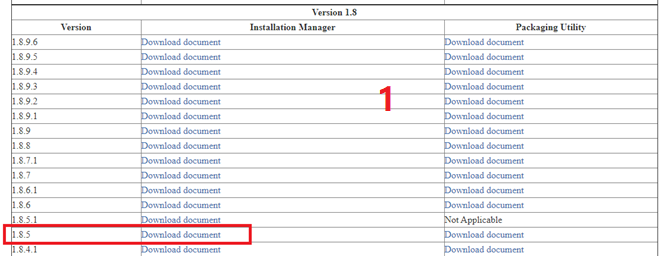 Version 1.8
Version Installation Manager Packaging Utility
1.8.9.6 Download document Download document
1.8.9.5 Download document Download document
1.8.9.4 Download document Download document
1.8.9.3 Download document Download document
1.8.9.2 Download document Download document
1
1.8.9.1 Download document Download document
1.8.9 Download document Download document
1.8.8 Download document Download document
1.8.7.1 Download document Download document
1.8.7 Download document Download document
1.8.6.1 Download document Download document
1.8.6 Download document Download document
1.8.5.1 Download document Not Applicable
1.8.5 Download document Download document
1.8.4.1 Download document Download document